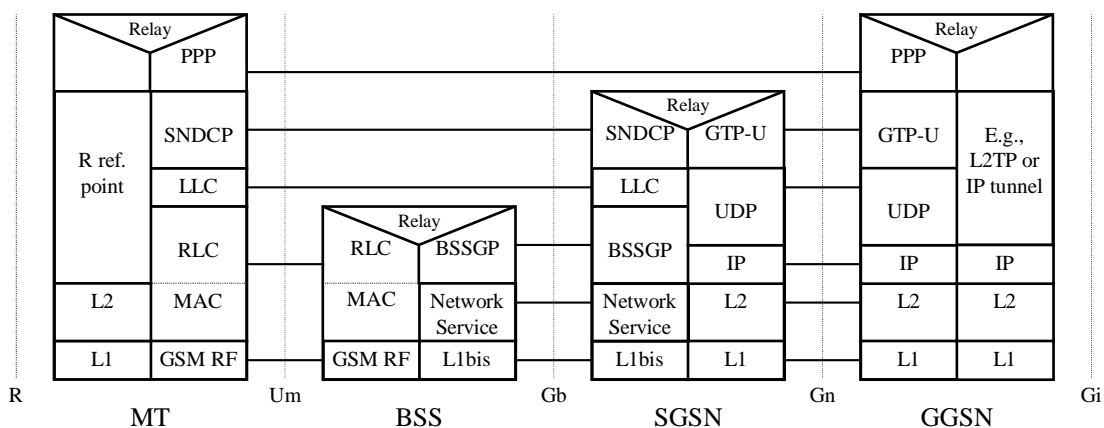 Relay
PPP
R ref.
point
SNDCP
LLC
RLC
L2
MAC
L1
GSM RF
Relay
RLC
BSSGP
MAC
Network
Service
GSM RF
L1bis
Relay
SNDCP
GTP-U
LLC
UDP
BSSGP
IP
Network
Service
L2
L1bis
L1
Relay
PPP
GTP-U
E.g.,
L2TP or
IP tunnel
UDP
IP
IP
L2
L2
L1
L1
R
Um
Gb
Gn
Gi
MT
BSS
SGSN
GGSN